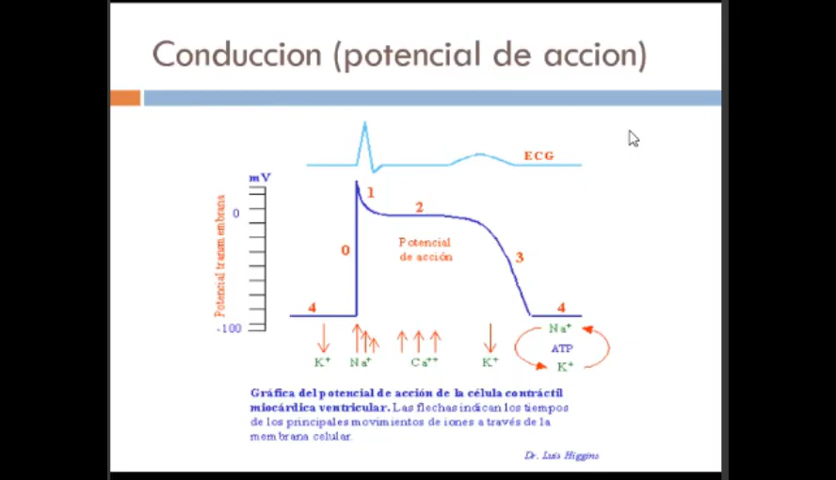 Conduccion (potencial de accion)
ECG
mV
1
2
0
Potencial transmembrana
Potencial
de acción
0
3
4
4
-100
Na⁺
K⁺
Na⁺
Ca⁺⁺
K⁺
ATP
K⁺
Gráfica del potencial de acción de la célula contráctil
miocárdica ventricular. Las flechas indican los tiempos
de los principales movimientos de iones a través de la
membrana celular.
Dr. Luis Higgins